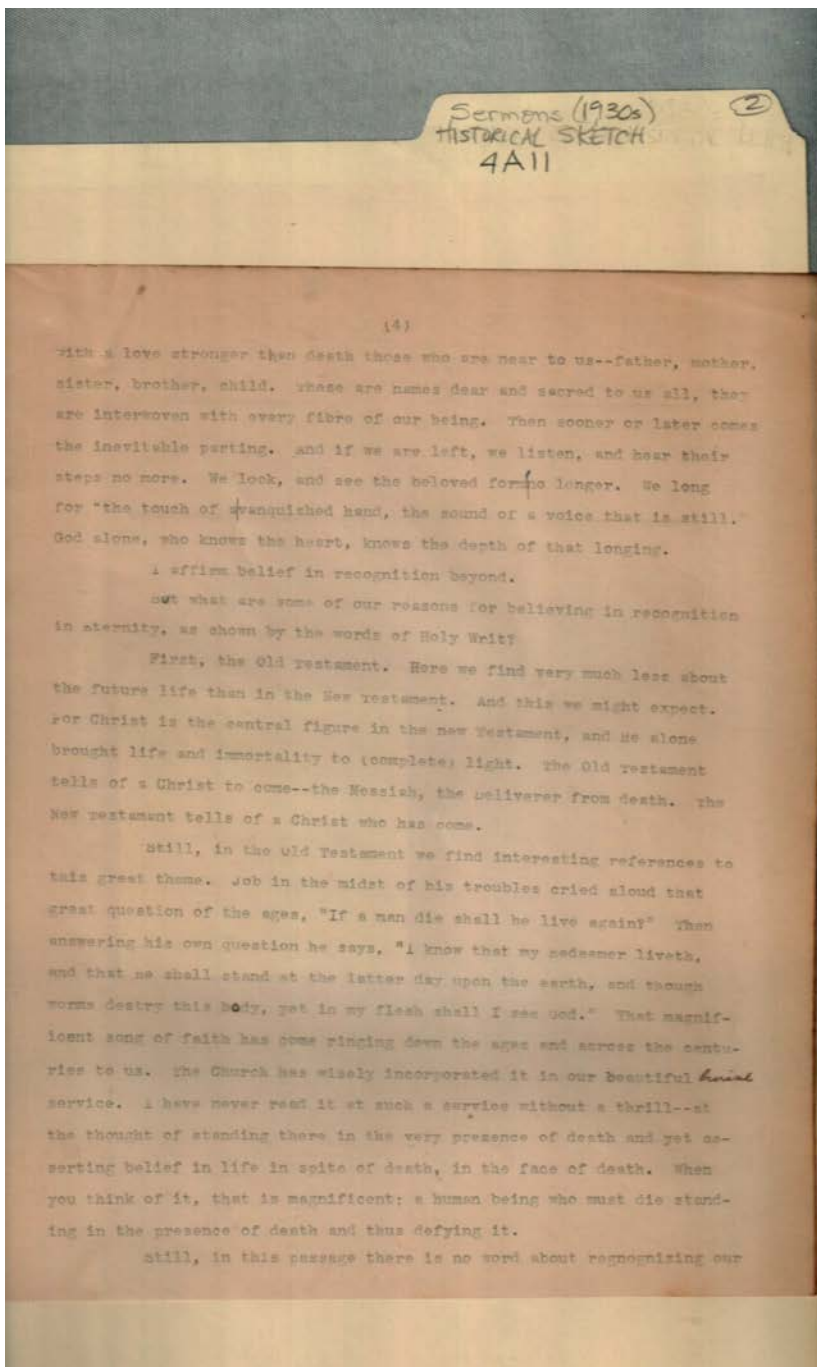 Sermons (1930s) 2
HISTORICAL SKETCH
4A11
(4)
with a love stronger than death those who are near to us--father, mother,
sister, brother, child. These are names dear and sacred to us all, they
are interwoven with every fibre of our being. Then sooner or later comes
the inevitable parting. And if we are left, we listen, and hear their
steps no more. We look, and see the beloved form/no longer. We long
for "the touch of a/vanquished hand, the sound of a voice that is still."
God alone, who knows the heart, knows the depth of that longing.
I affirm belief in recognition beyond.
But what are some of our reasons for believing in recognition
in eternity, as shown by the words of Holy Writ?
First, the Old Testament. Here we find very much less about
the future life than in the New Testament. And this we might expect.
For Christ is the central figure in the new Testament, and He alone
brought life and immortality to (complete) light. The Old Testament
tells of a Christ to come--the Messiah, the Deliverer from death. The
New Testament tells of a Christ who has come.
Still, in the Old Testament we find interesting references to
this great theme. Job in the midst of his troubles cried aloud that
great question of the ages, "If a man die shall he live again?" Then
answering his own question he says, "I know that my Redeemer liveth,
and that He shall stand at the latter day upon the earth, and though
worms destry this body, yet in my flesh shall I see God." That magnif-
icent song of faith has come ringing down the ages and across the centu-
ries to us. The Church has wisely incorporated it in our beautiful burial
service. I have never read it at such a service without a thrill--at
the thought of standing there in the very presence of death and yet as-
serting belief in life in spite of death, in the face of death. When
you think of it, that is magnificent: a human being who must die stand-
ing in the presence of death and thus defying it.
Still, in this passage there is no word about regnognizing our